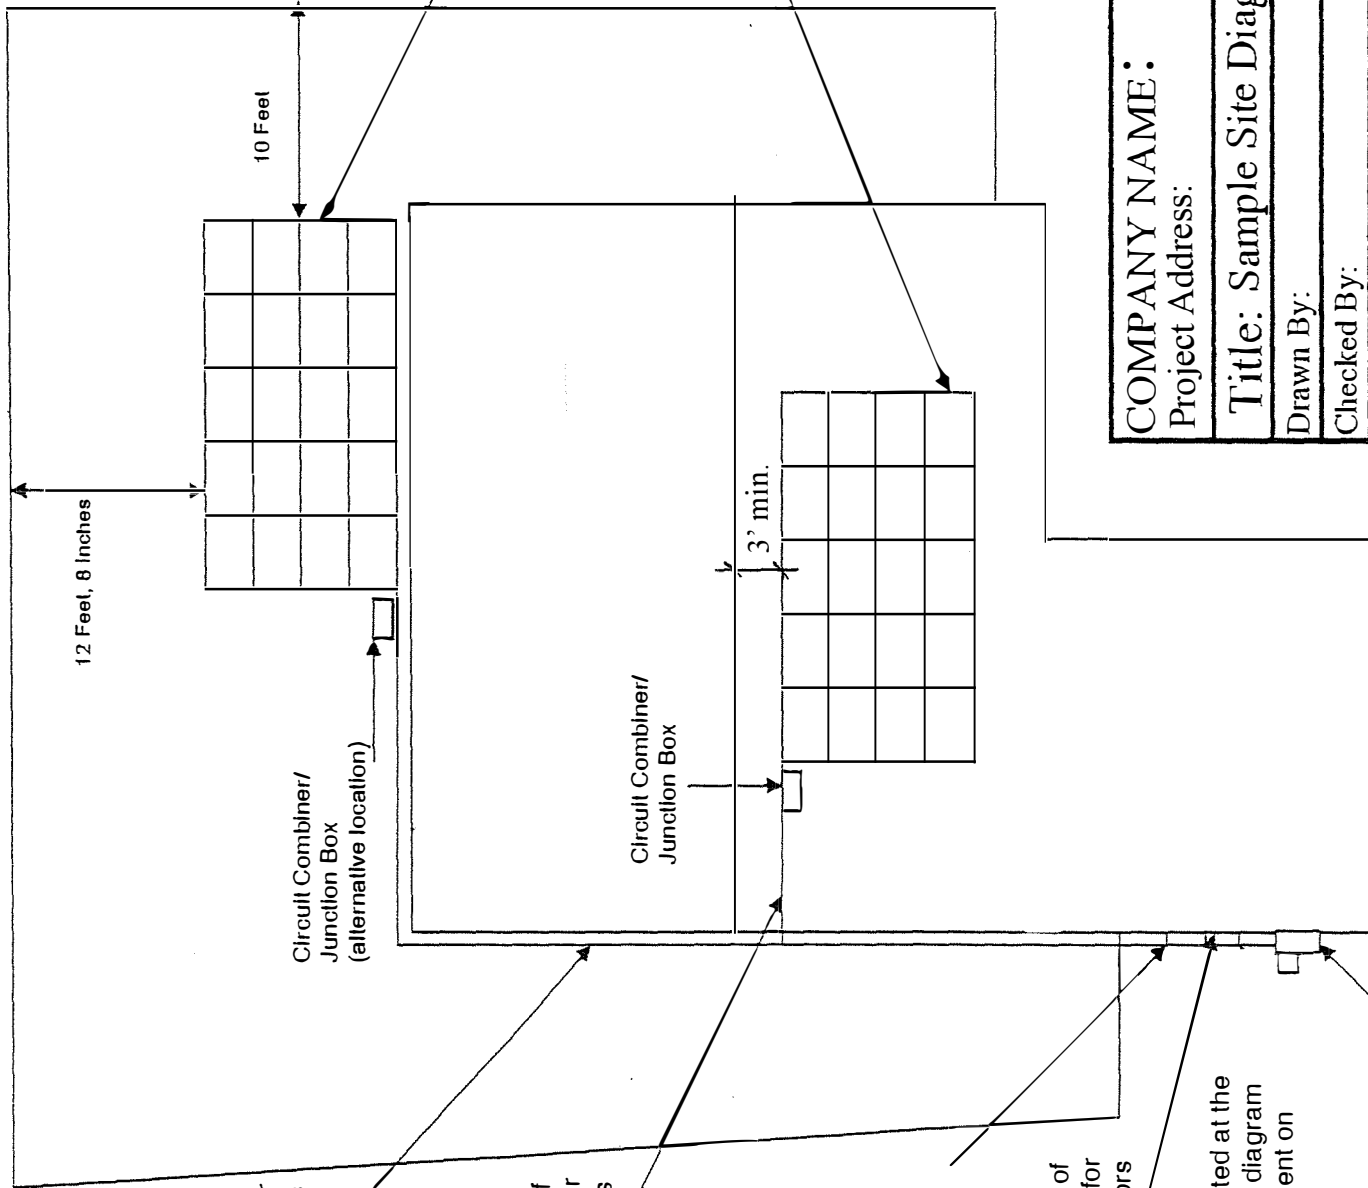 10 Feet
12 Feet, 8 Inches
Circuit Combiner/
Junction Box
(alternative location)
Circuit Combiner/
Junction Box
3' min.
of
for
ted at the
diagram
ent on
COMPANY NAME:
Project Address:
Title: Sample Site Diag
Drawn By:
Checked By: